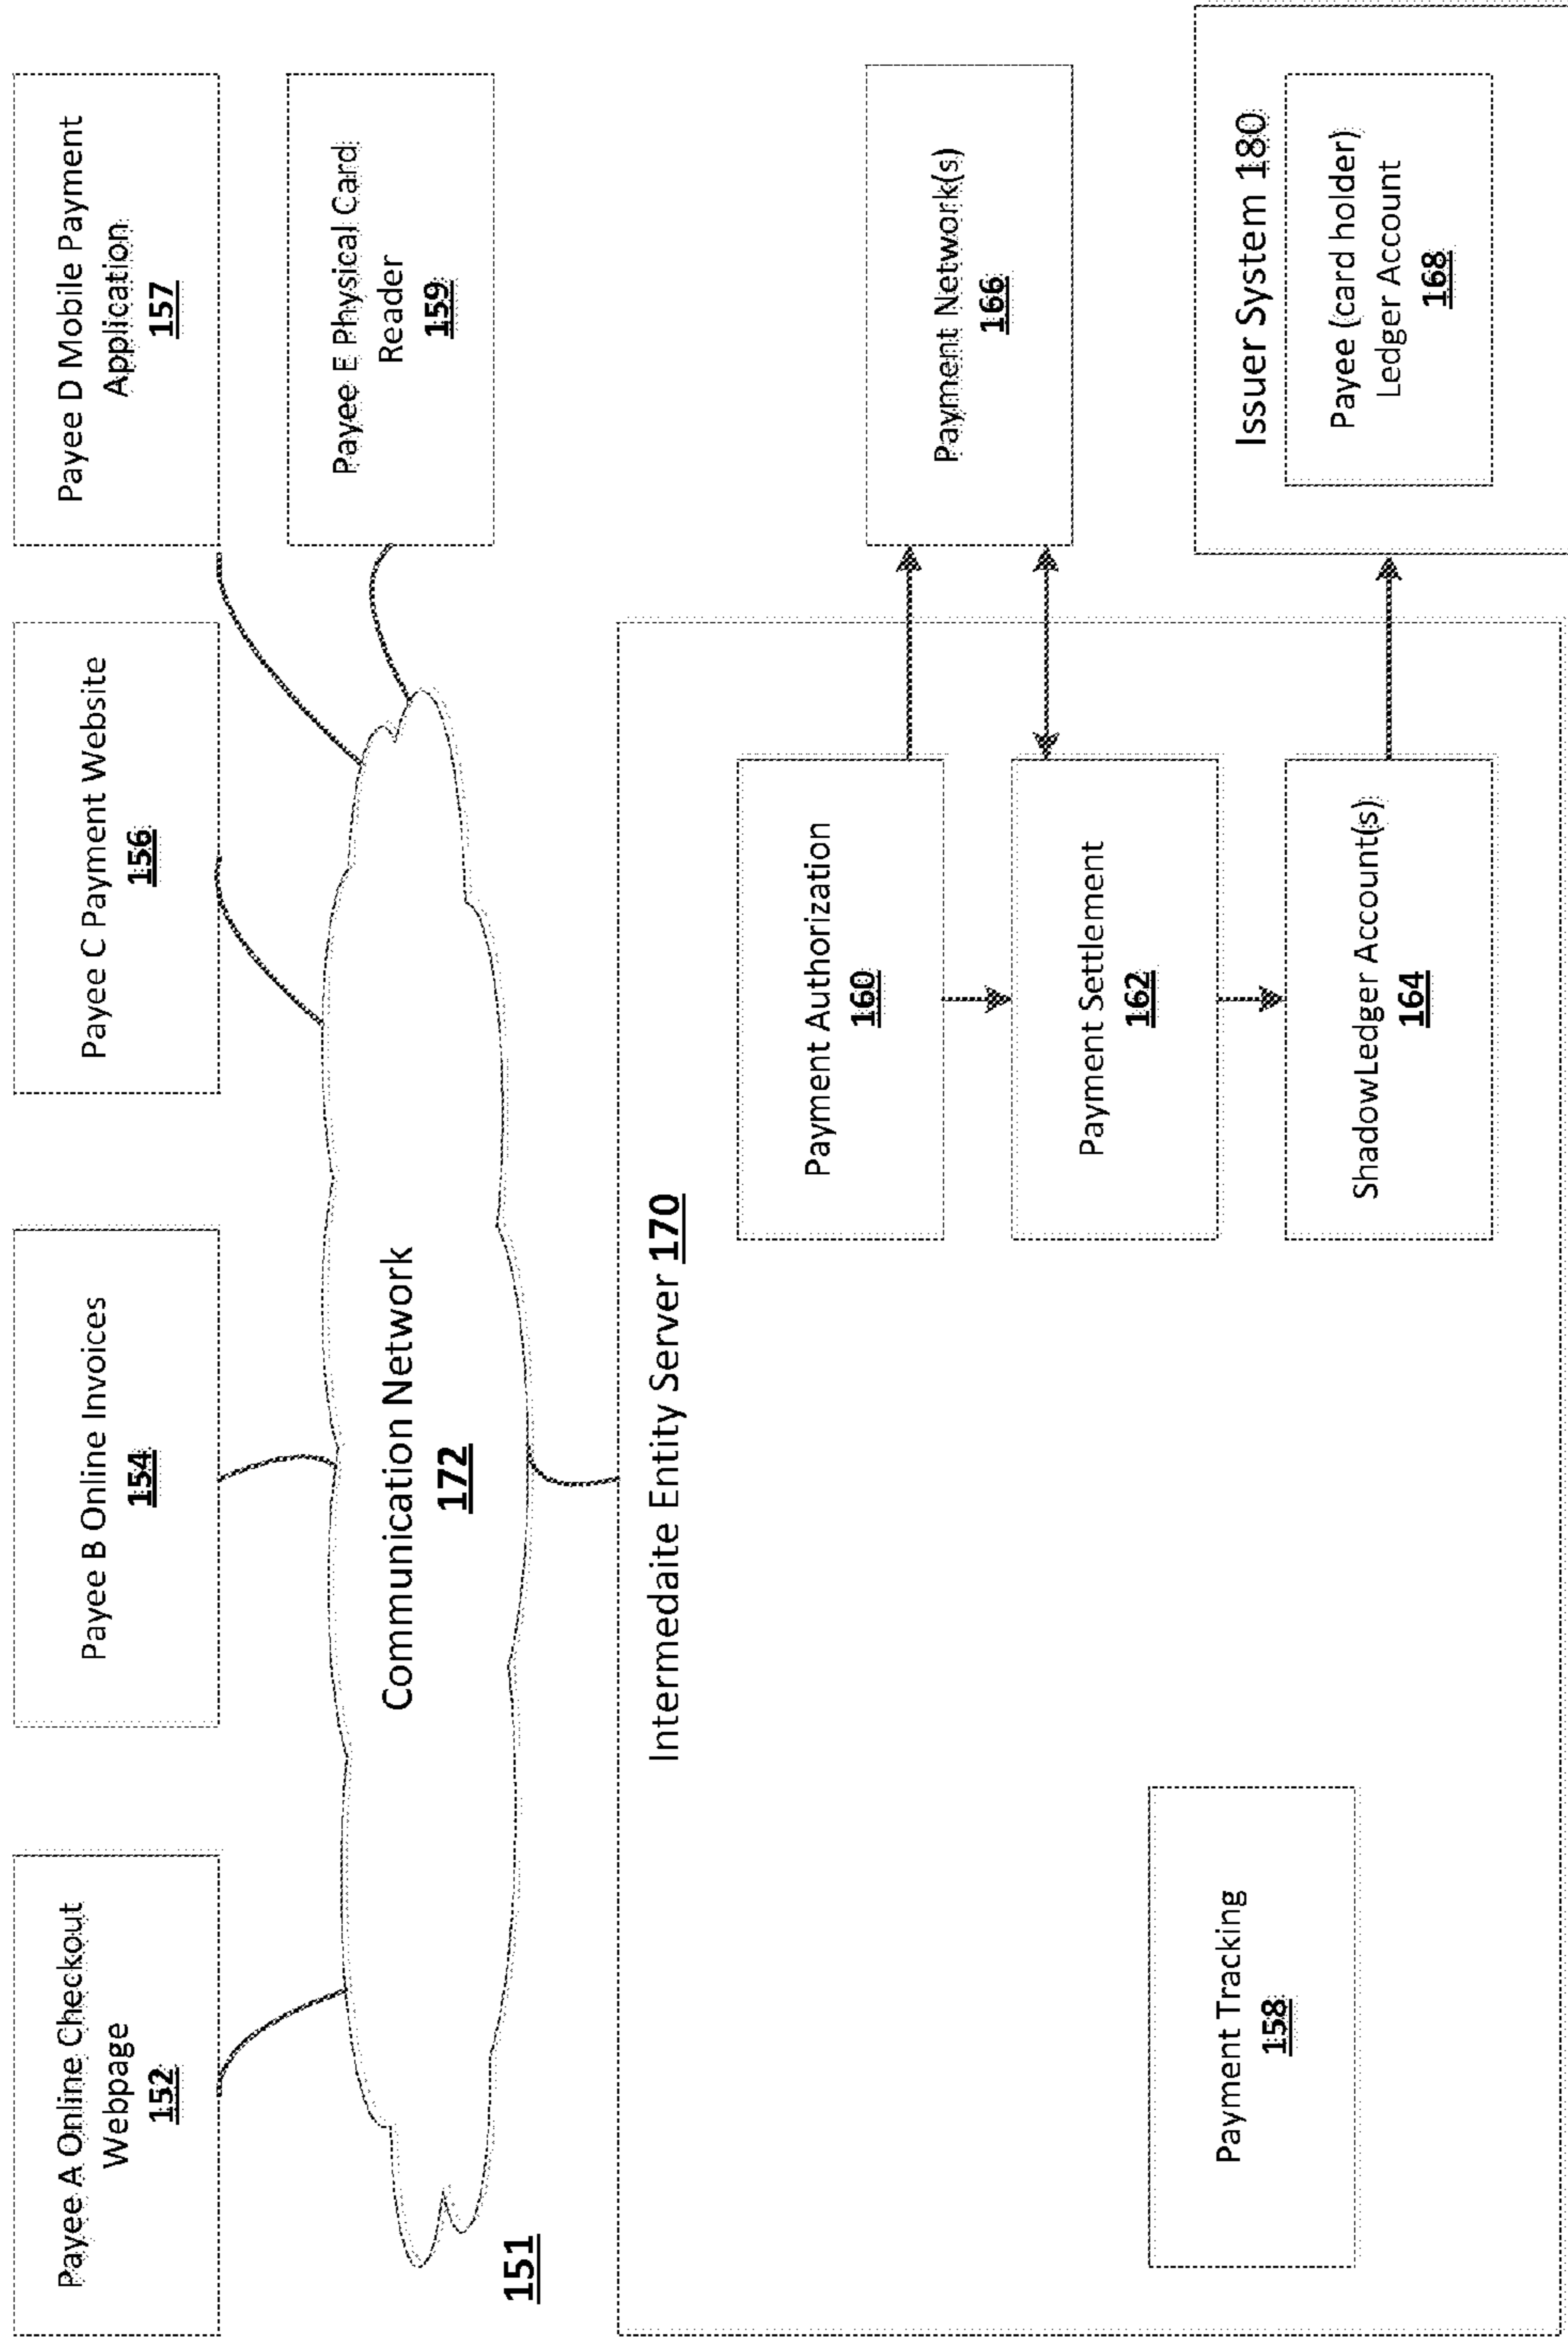 Payee A Online Checkout
Webpage
152
Payee B Online Invoices
154
Payee C Payment Website
156
Payee D Mobile Payment
Application
157
Payee E Physical Card
Reader
159
Communication Network
172
151
Intermedaite Entity Server 170
Payment Tracking
158
Payment Authorization
160
Payment Settlement
162
ShadowLedger Account(s)
164
Payment Network(s)
166
Issuer System 180
Payee (card holder)
Ledger Account
168